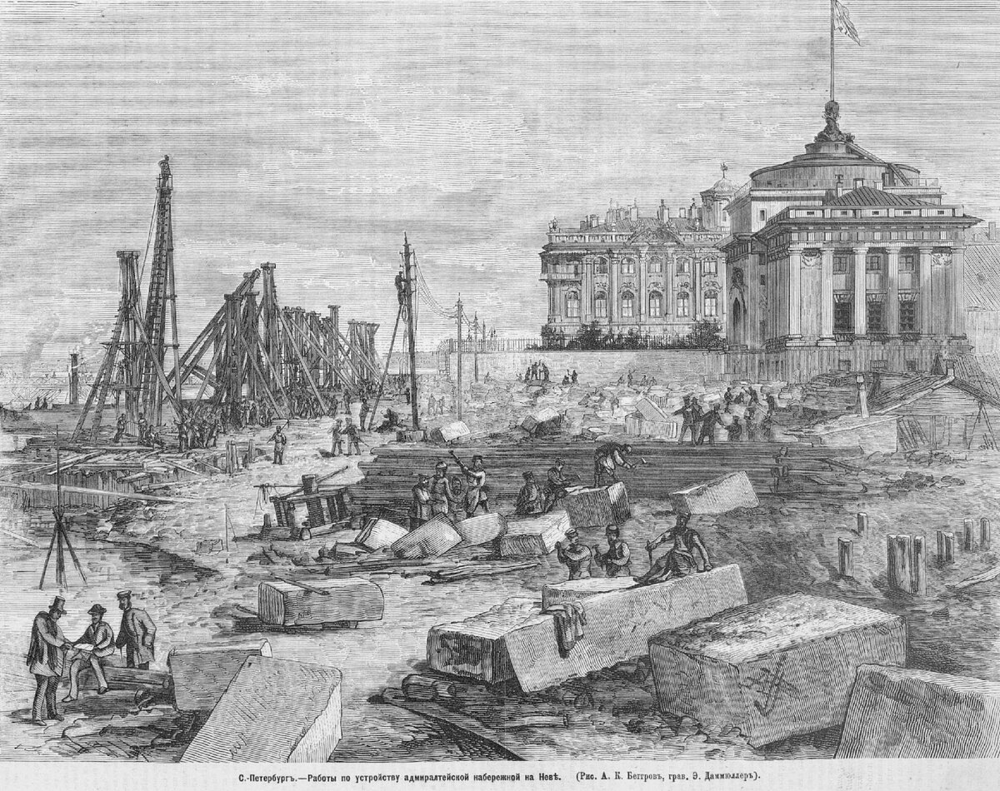 С.-Петербургъ.—Работы по устройству адмиралтейской набережной на Невѣ. (Рис. А. К. Беггровъ, грав. Э. Даммюллеръ).